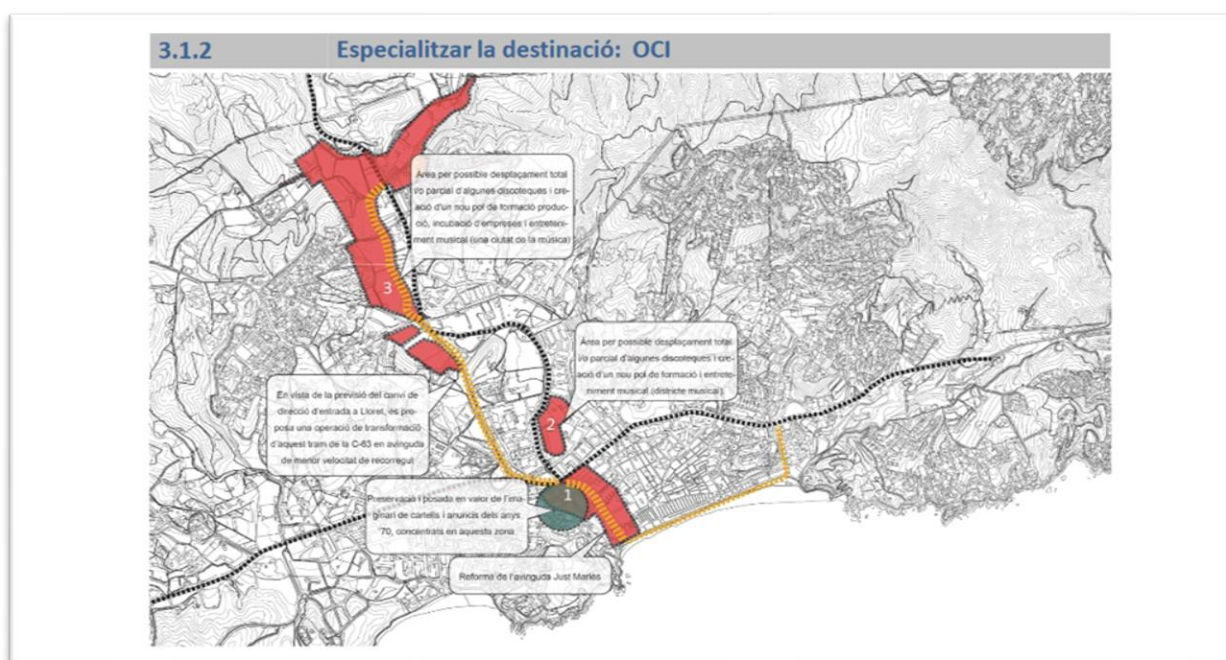 3.1.2 Especialitzar la destinació: OCI
Àrea per possible desplaçament total
i/o parcial d'algunes discoteques i cre-
ació d'un nou pol de formació produc-
ció, incubació d'empreses i entreteni-
ment musical (una ciutat de la música)
3
Àrea per possible desplaçament total
i/o parcial d'algunes discoteques i cre-
ació d'un nou pol de formació i entrete-
niment musical (districte musical)
En vista de la previsió del canvi de
direcció d'entrada a Lloret, es pro-
posa una operació de transformació
d'aquest tram de la C-63 en avinguda
de menor velocitat de recorregut
2
1
Preservació i posada en valor de l'ima-
ginari de cartells i anuncis dels anys
'70, concentrats en aquesta zona
Reforma de l'avinguda Just Marlès